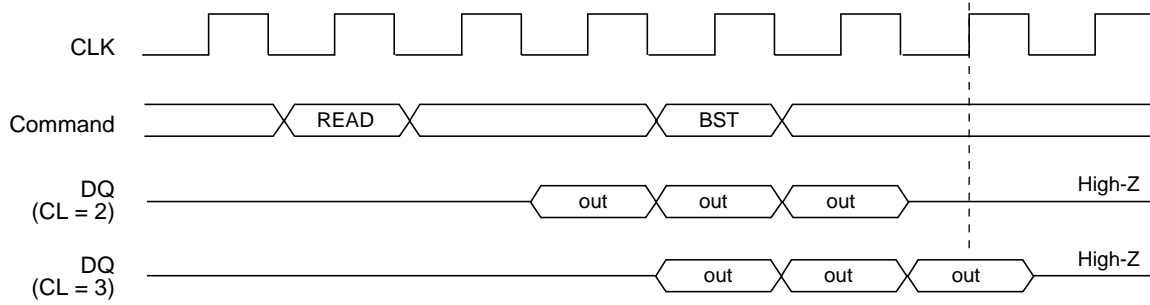 CLK
Command READ BST
DQ
(CL = 2) out out out High-Z
DQ
(CL = 3) out out out High-Z